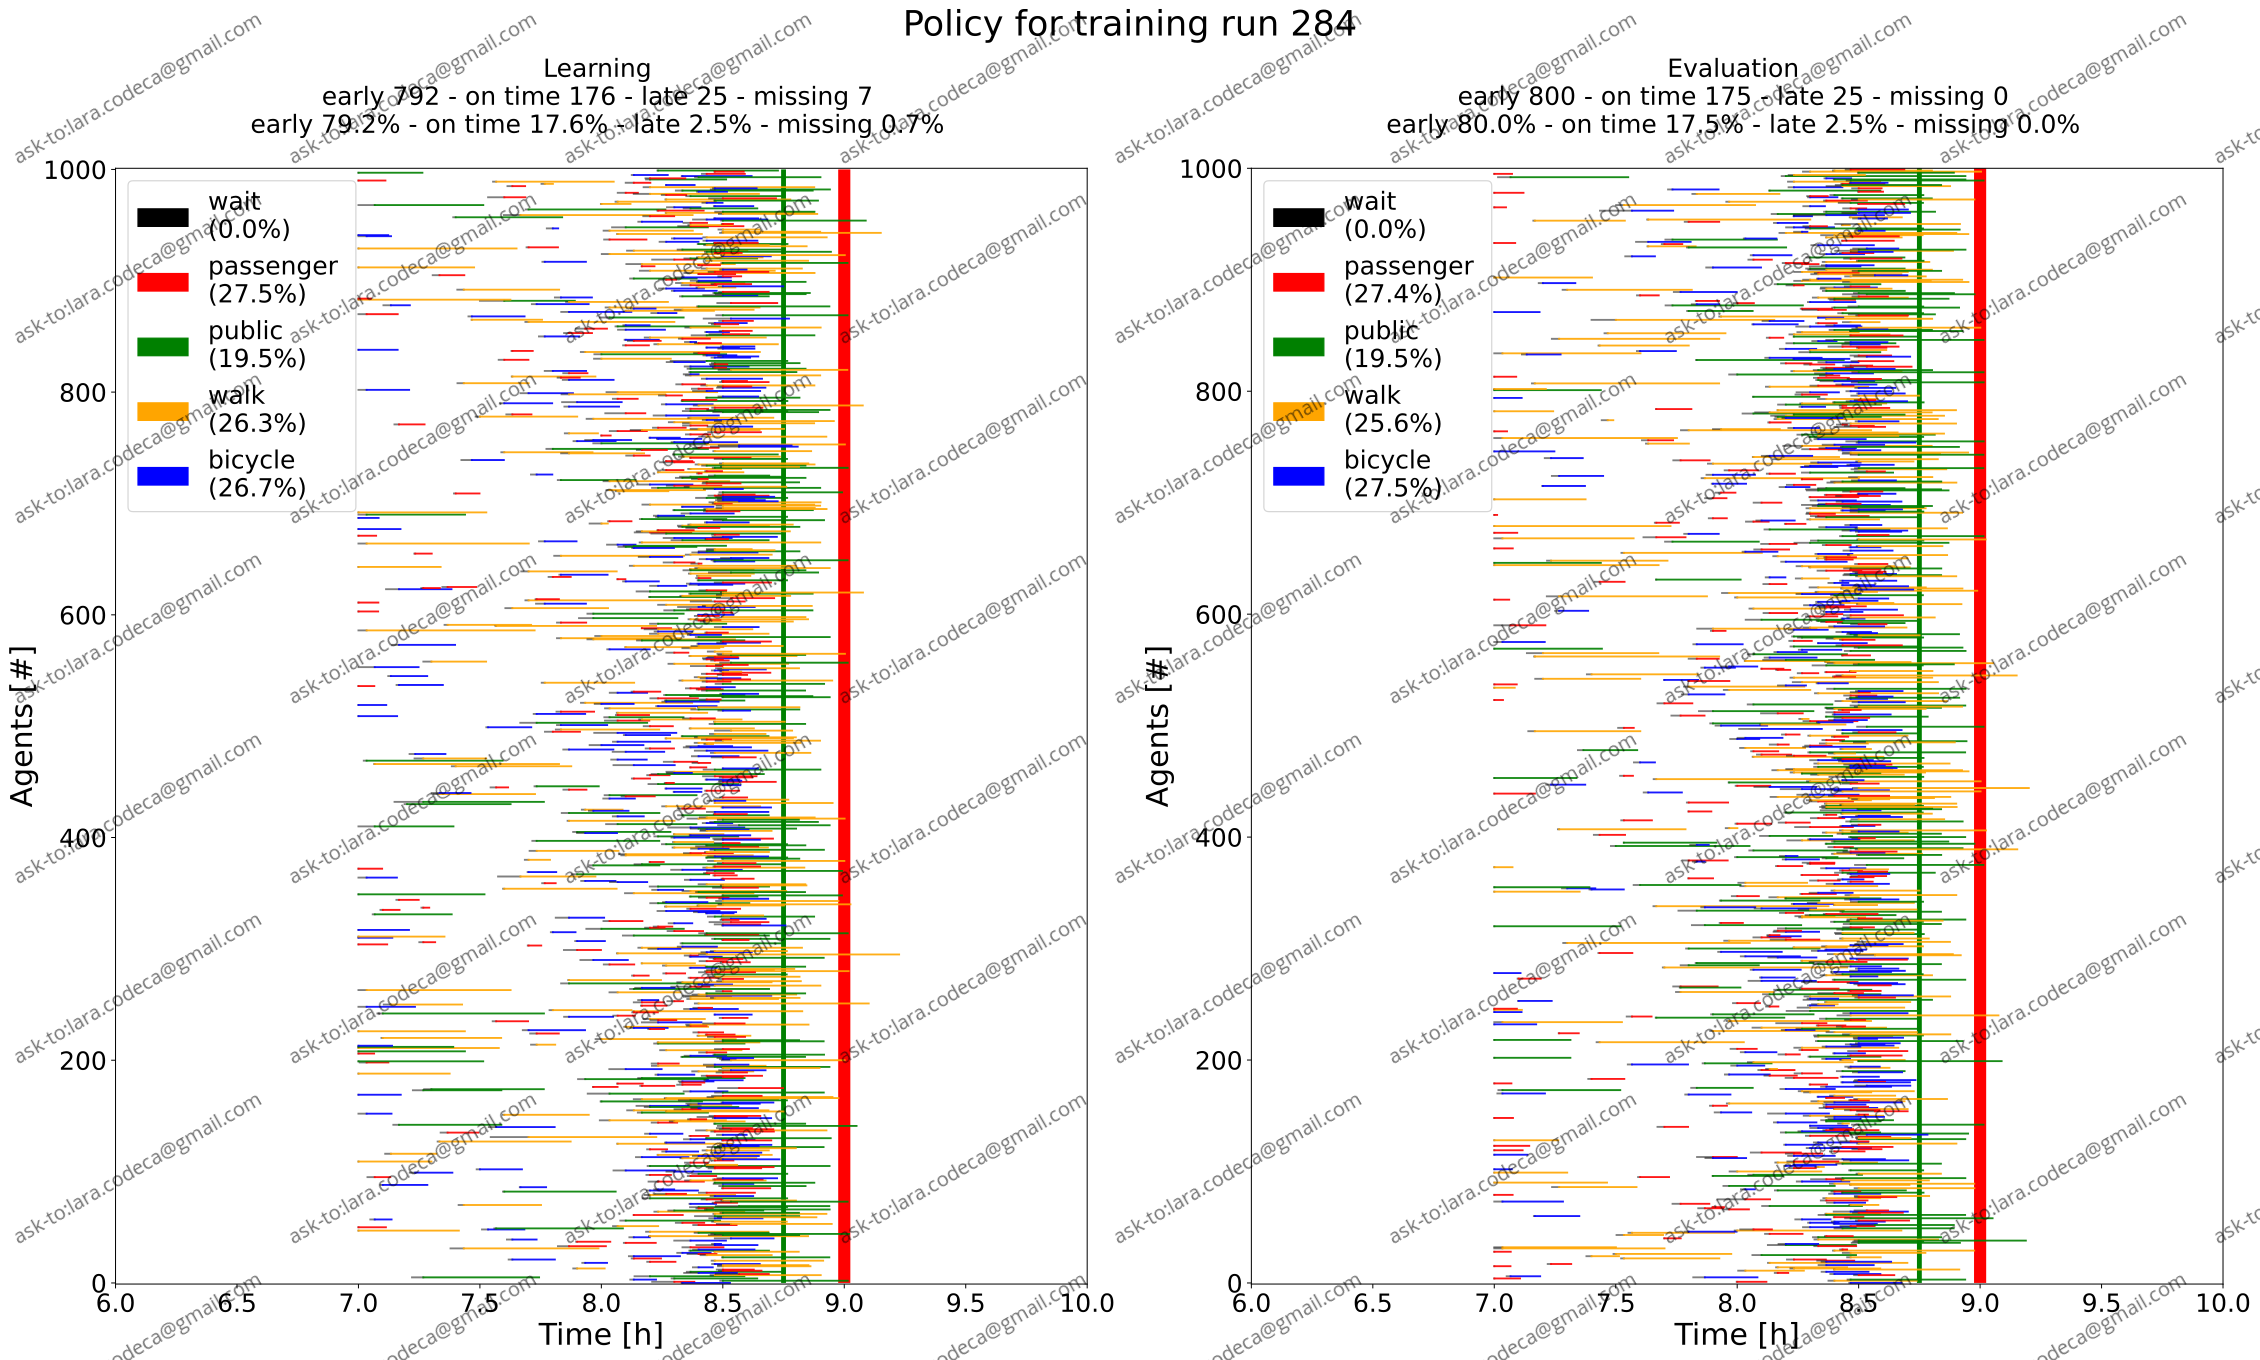 Policy for training run 284
Learning
early 792 - on time 176 - late 25 - missing 7
early 79.2% - on time 17.6% - late 2.5% - missing 0.7%
1000
800
600
400
200
0
Agents [#]
wait
(0.0%)
passenger
(27.5%)
public
(19.5%)
walk
(26.3%)
bicycle
(26.7%)
6.0 6.5 7.0 7.5 8.0 8.5 9.0 9.5 10.0
Time [h]
Evaluation
early 800 - on time 175 - late 25 - missing 0
early 80.0% - on time 17.5% - late 2.5% - missing 0.0%
1000
800
600
400
200
0
Agents [#]
wait
(0.0%)
passenger
(27.4%)
public
(19.5%)
walk
(25.6%)
bicycle
(27.5%)
6.0 6.5 7.0 7.5 8.0 8.5 9.0 9.5 10.0
Time [h]
ask-to:lara.codeca@gmail.com